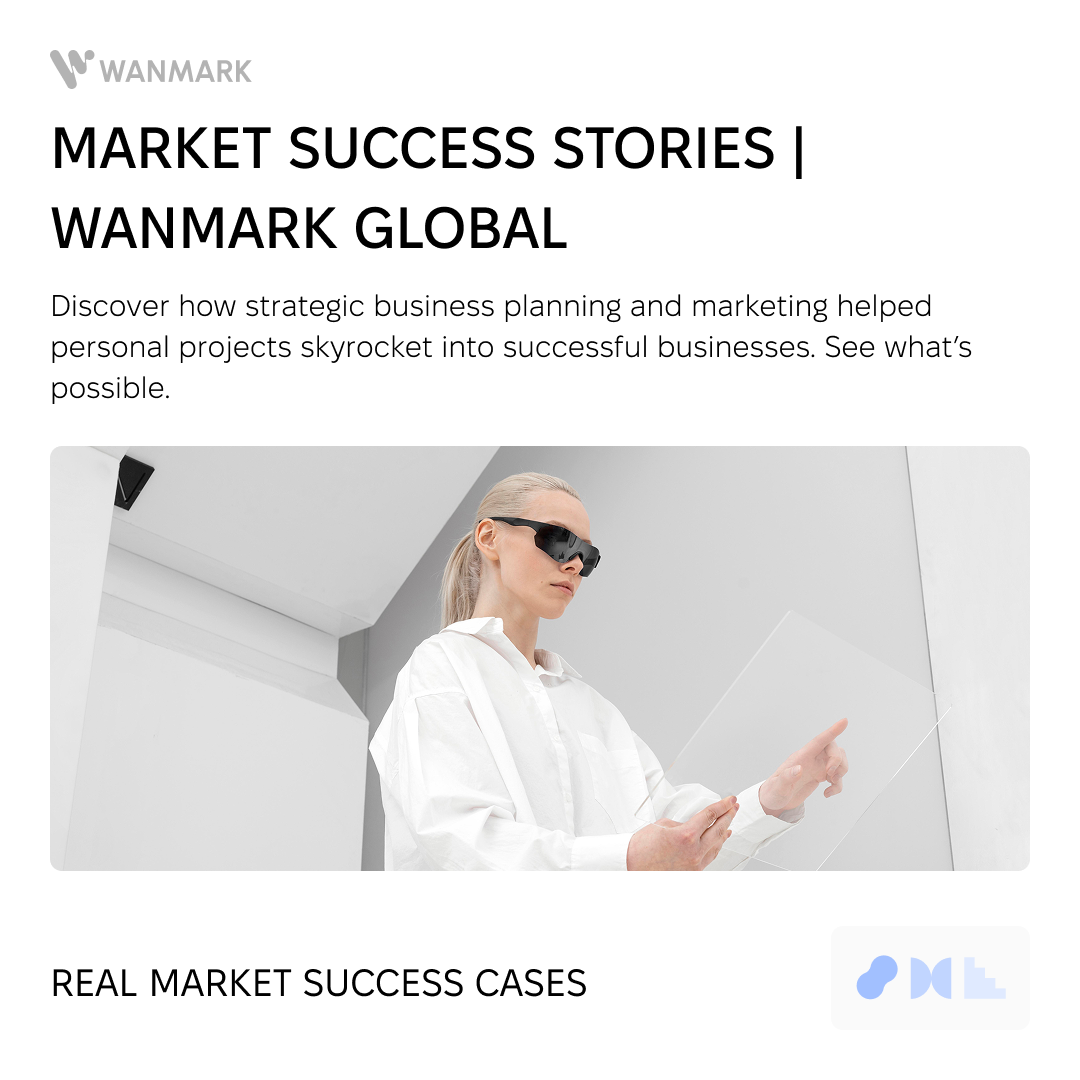 WANMARK
MARKET SUCCESS STORIES |
WANMARK GLOBAL
Discover how strategic business planning and marketing helped
personal projects skyrocket into successful businesses. See what’s
possible.
REAL MARKET SUCCESS CASES